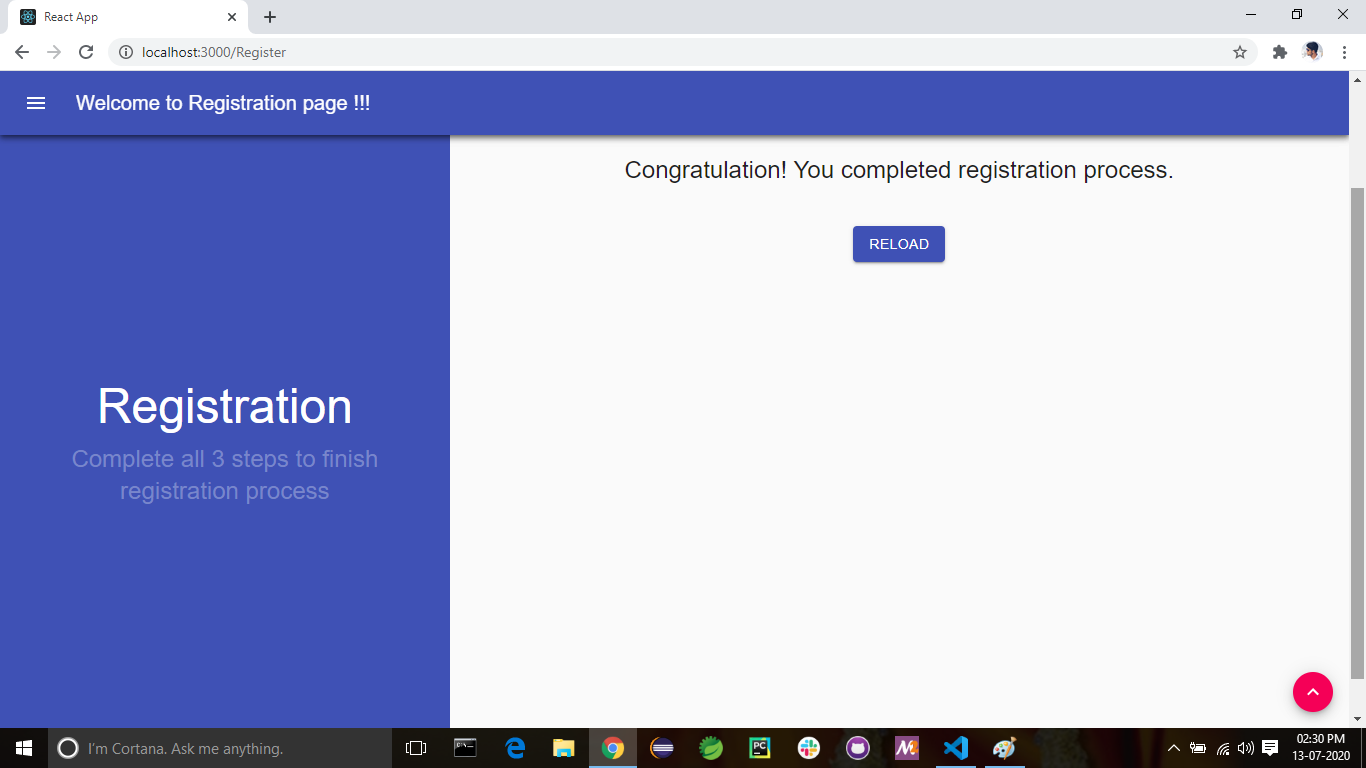 React App
localhost:3000/Register
Welcome to Registration page !!!
Congratulation! You completed registration process.
RELOAD
Registration
Complete all 3 steps to finish
registration process
I'm Cortana. Ask me anything.
PC
02:30 PM
13-07-2020